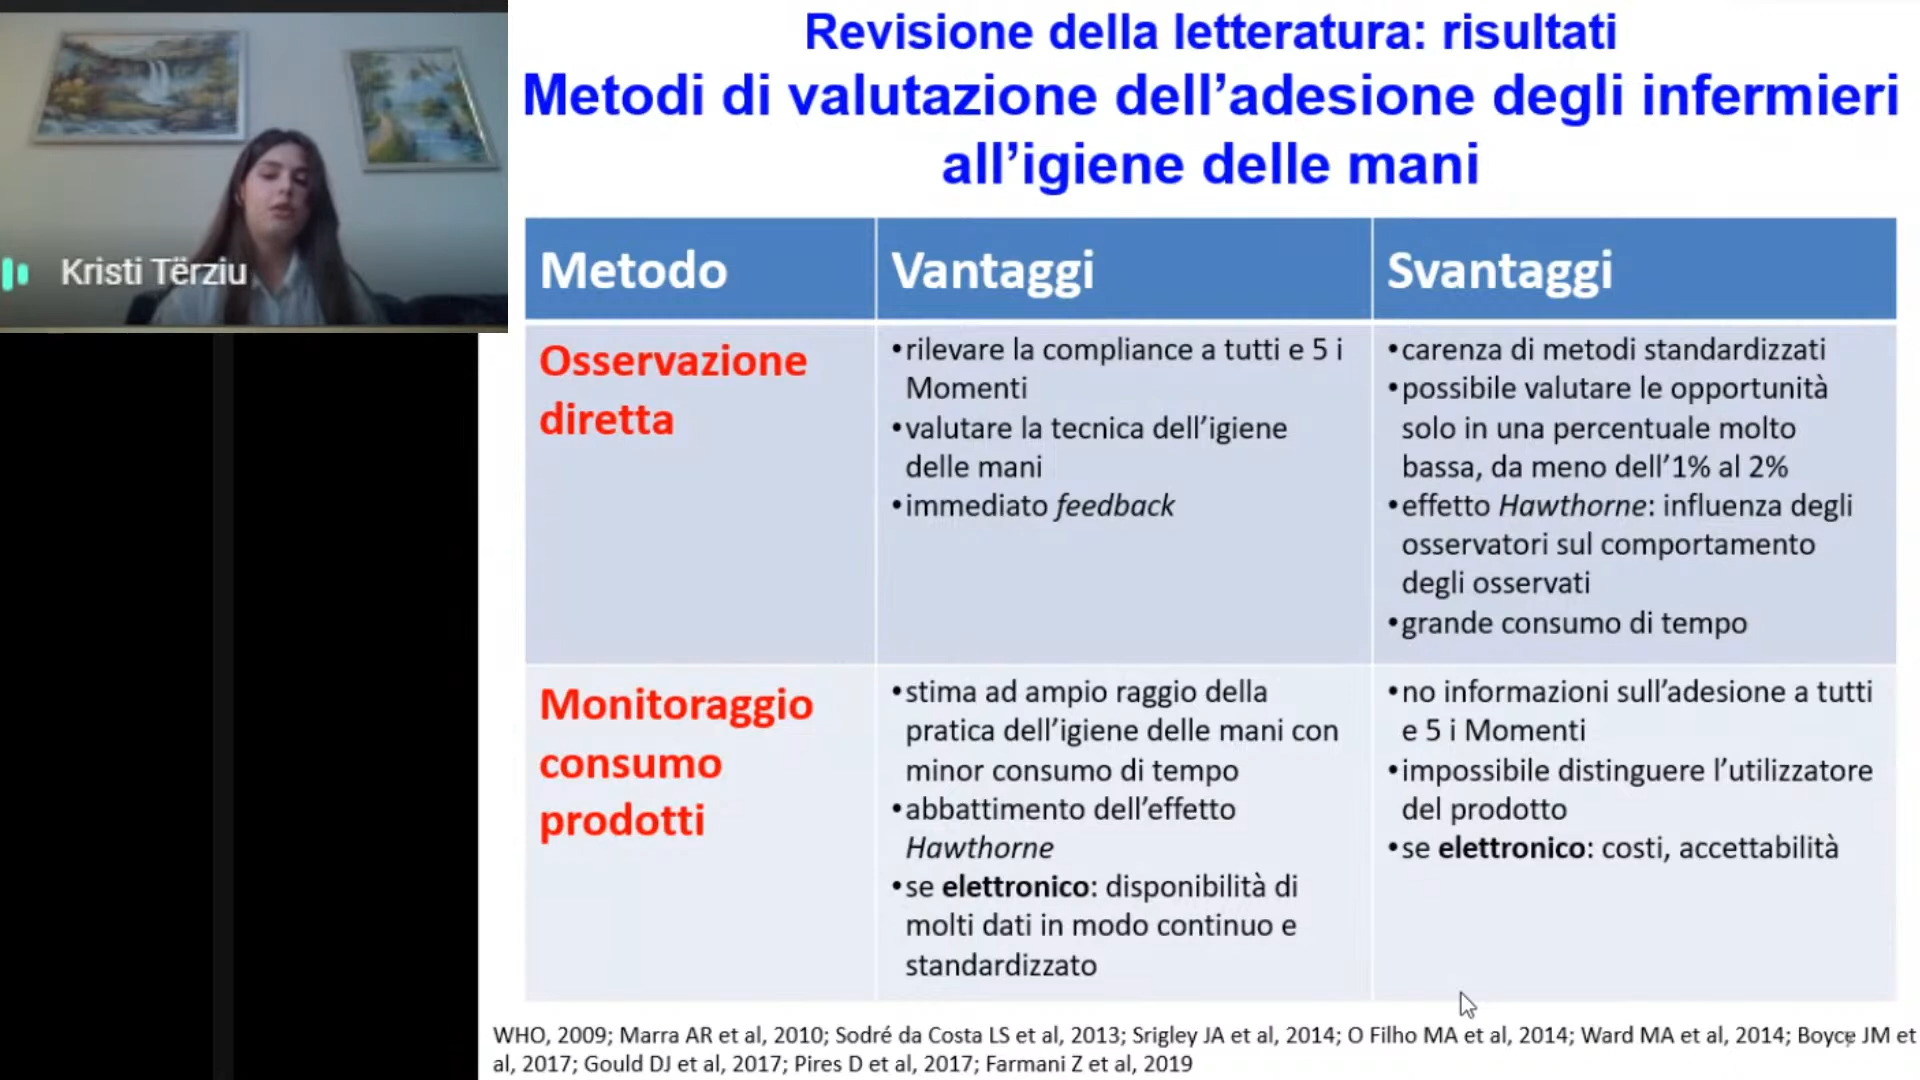 Kristi Tërziu
Revisione della letteratura: risultati
Metodi di valutazione dell’adesione degli infermieri
all’igiene delle mani
Metodo
Vantaggi
Svantaggi
Osservazione
diretta
•rilevare la compliance a tutti e 5 i
Momenti
•valutare la tecnica dell’igiene
delle mani
•immediato feedback
•carenza di metodi standardizzati
•possibile valutare le opportunità
solo in una percentuale molto
bassa, da meno dell’1% al 2%
•effetto Hawthorne: influenza degli
osservatori sul comportamento
degli osservati
•grande consumo di tempo
Monitoraggio
consumo
prodotti
•stima ad ampio raggio della
pratica dell’igiene delle mani con
minor consumo di tempo
•abbattimento dell’effetto
Hawthorne
•se elettronico: disponibilità di
molti dati in modo continuo e
standardizzato
•no informazioni sull’adesione a tutti
e 5 i Momenti
•impossibile distinguere l’utilizzatore
del prodotto
•se elettronico: costi, accettabilità
WHO, 2009; Marra AR et al, 2010; Sodré da Costa LS et al, 2013; Srigley JA et al, 2014; O Filho MA et al, 2014; Ward MA et al, 2014; Boyce JM et
al, 2017; Gould DJ et al, 2017; Pires D et al, 2017; Farmani Z et al, 2019